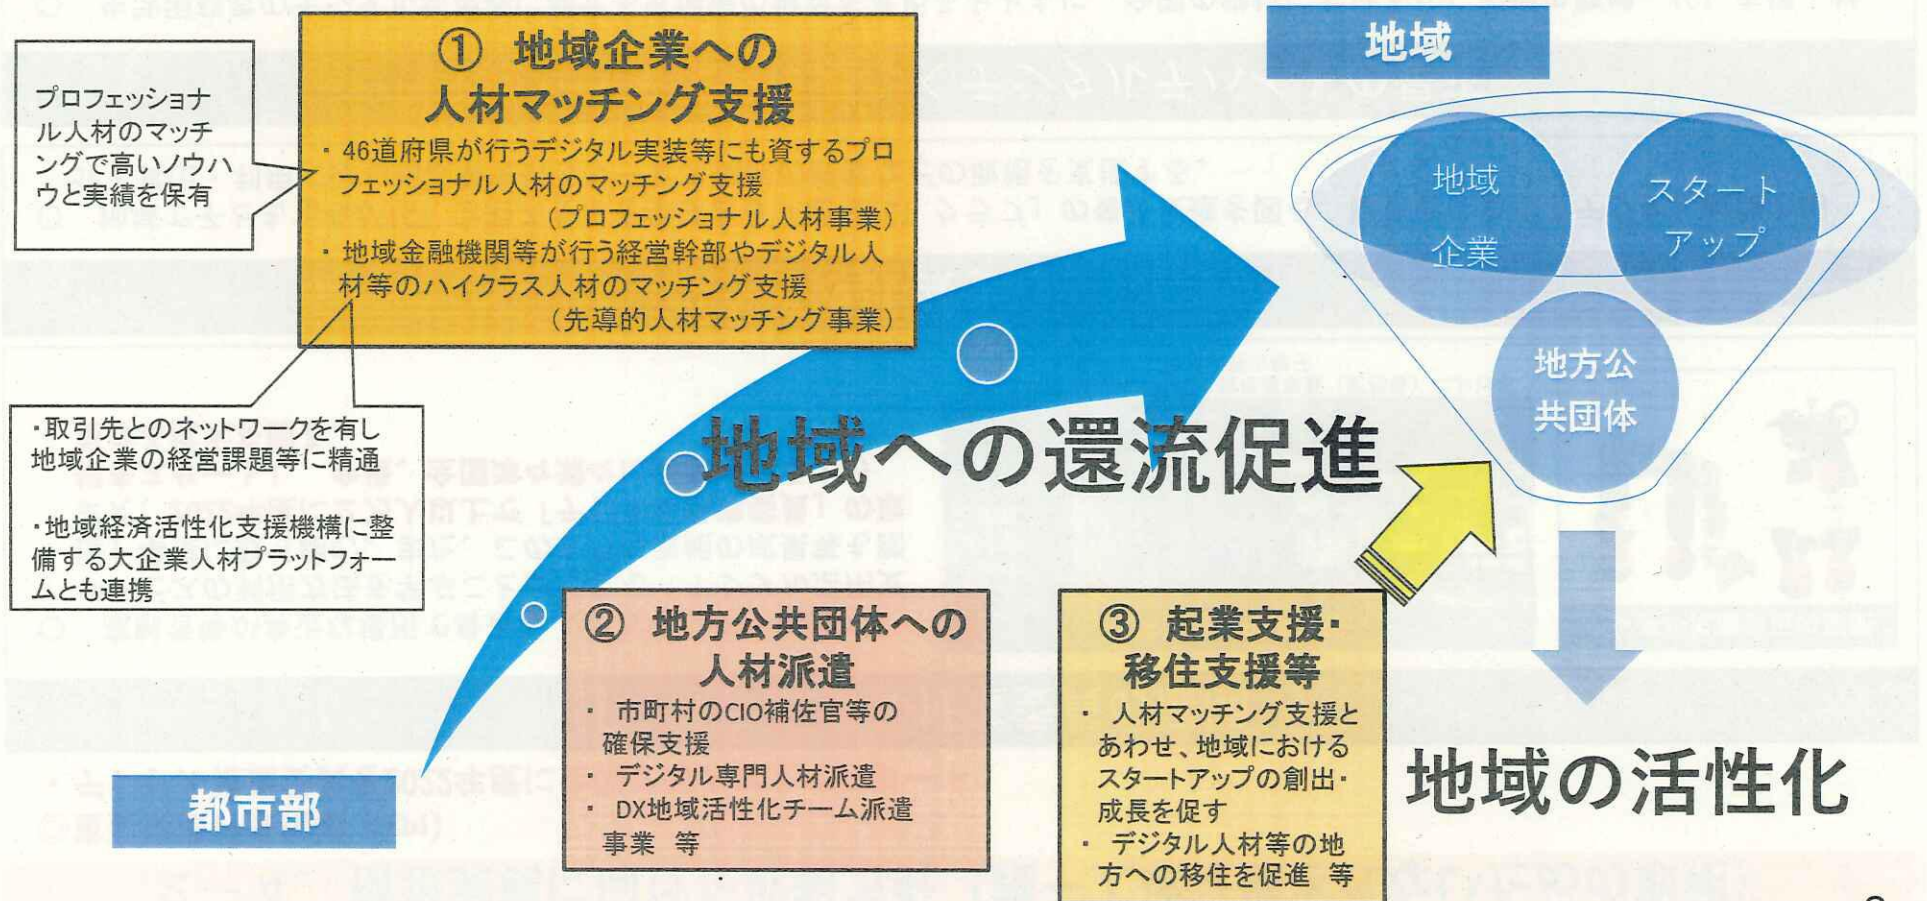 ① 地域企業への
人材マッチング支援
・ 46道府県が行うデジタル実装等にも資するプロ
フェッショナル人材のマッチング支援
(プロフェッショナル人材事業)
・ 地域金融機関等が行う経営幹部やデジタル人
材等のハイクラス人材のマッチング支援
(先導的人材マッチング事業)
プロフェッショナ
ル人材のマッチ
ングで高いノウハ
ウと実績を保有
・取引先とのネットワークを有し
地域企業の経営課題等に精通
・地域経済活性化支援機構に整
備する大企業人材プラットフォー
ムとも連携
地域
地域
企業
スタート
アップ
地方公
共団体
地域への還流促進
② 地方公共団体への
人材派遣
・ 市町村のCIO補佐官等の
確保支援
・ デジタル専門人材派遣
・ DX地域活性化チーム派遣
事業 等
③ 起業支援・
移住支援等
・ 人材マッチング支援と
あわせ、地域における
スタートアップの創出・
成長を促す
・ デジタル人材等の地
方への移住を促進 等
都市部
地域の活性化